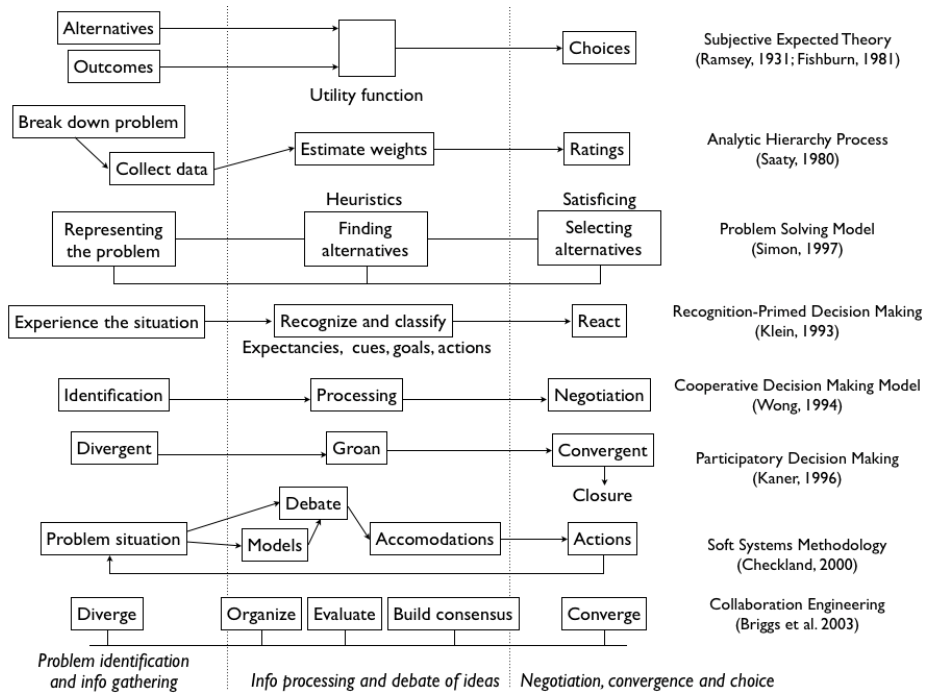 Alternatives
Outcomes
Utility function
Choices
Subjective Expected Theory
(Ramsey, 1931; Fishburn, 1981)
Break down problem
Collect data
Estimate weights
Ratings
Analytic Hierarchy Process
(Saaty, 1980)
Heuristics
Satisficing
Representing
the problem
Finding
alternatives
Selecting
alternatives
Problem Solving Model
(Simon, 1997)
Experience the situation
Recognize and classify
Expectancies, cues, goals, actions
React
Recognition-Primed Decision Making
(Klein, 1993)
Identification
Processing
Negotiation
Cooperative Decision Making Model
(Wong, 1994)
Divergent
Groan
Convergent
Closure
Participatory Decision Making
(Kaner, 1996)
Problem situation
Debate
Models
Accomodations
Actions
Soft Systems Methodology
(Checkland, 2000)
Diverge
Organize
Evaluate
Build consensus
Converge
Collaboration Engineering
(Briggs et al. 2003)
Problem identification
and info gathering
Info processing and debate of ideas
Negotiation, convergence and choice